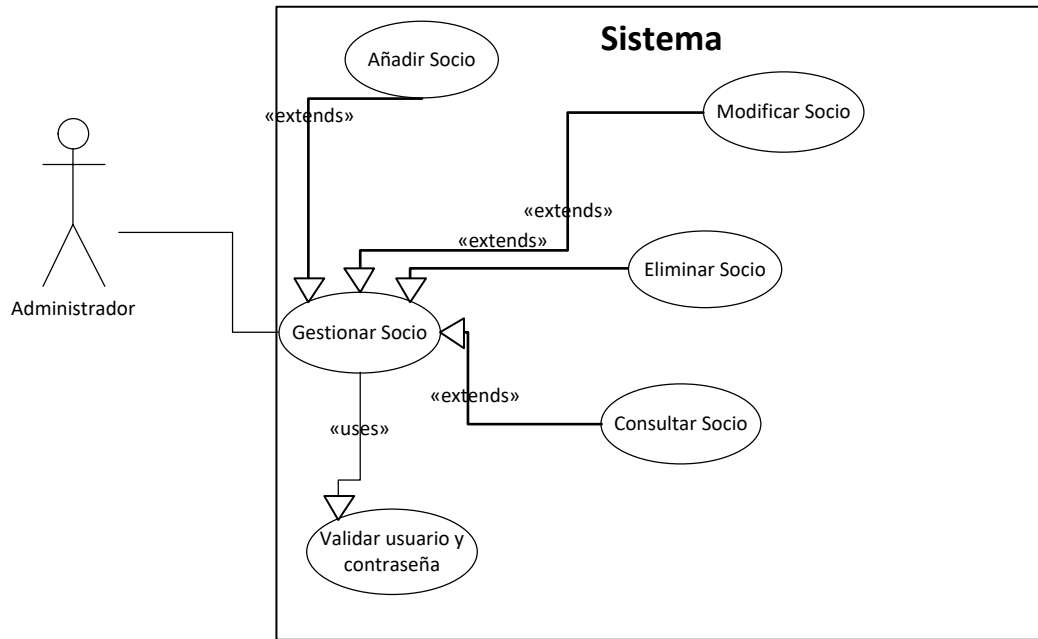 Sistema
Añadir Socio
Modificar Socio
«extends»
«extends»
«extends»
Eliminar Socio
Administrador
Gestionar Socio
«extends»
Consultar Socio
«uses»
Validar usuario y
contraseña